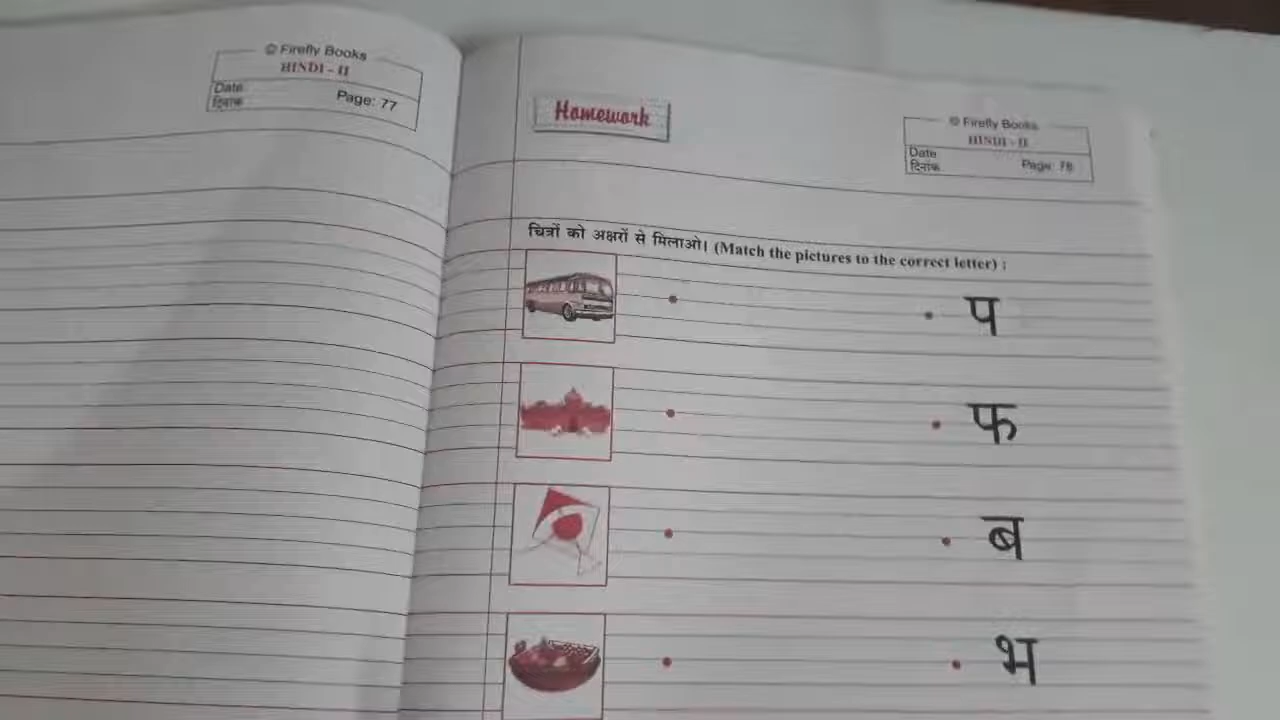 © Firefly Books
HINDI - II
Date
दिनांक
Page: 77
Homework
© Firefly Books
HINDI - II
Date
दिनांक
Page: 78
चित्रों को अक्षरों से मिलाओ। (Match the pictures to the correct letter) :
प
फ
ब
भ